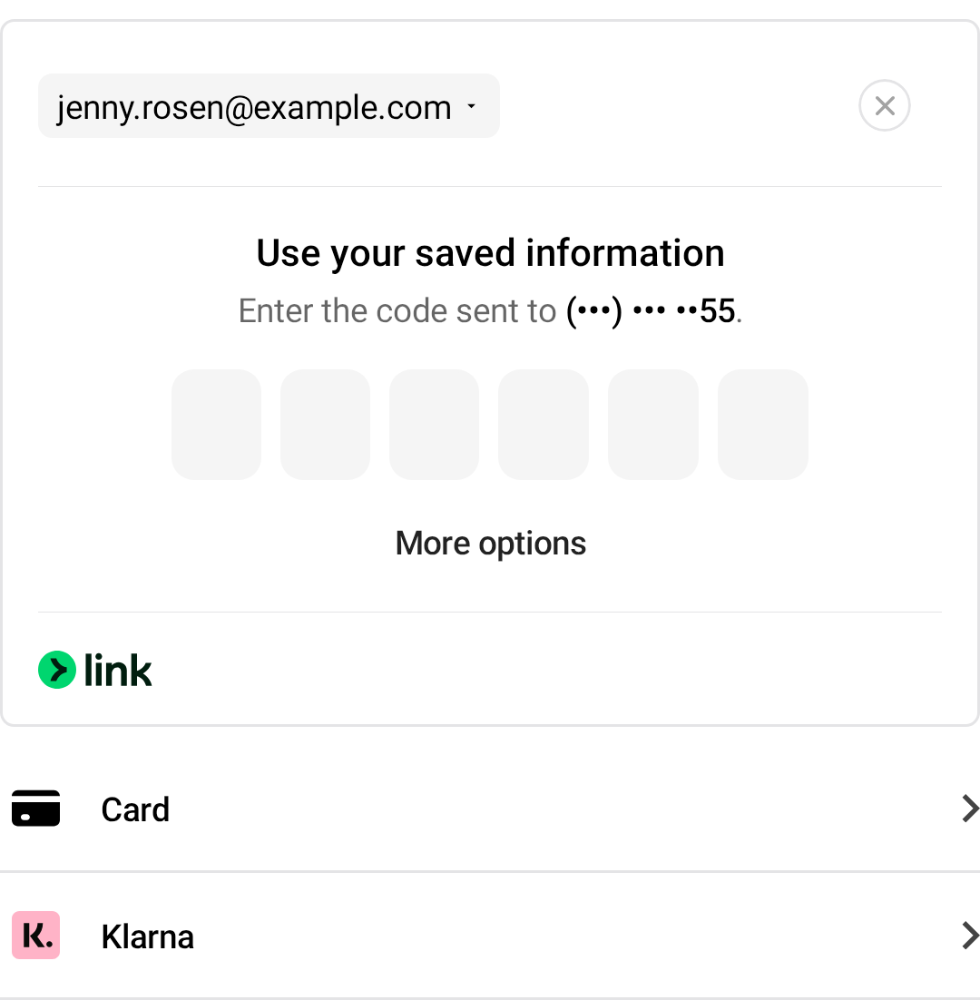 jenny.rosen@example.com
Use your saved information
Enter the code sent to (•••) ••• ••55.
More options
link
Card
K.
Klarna